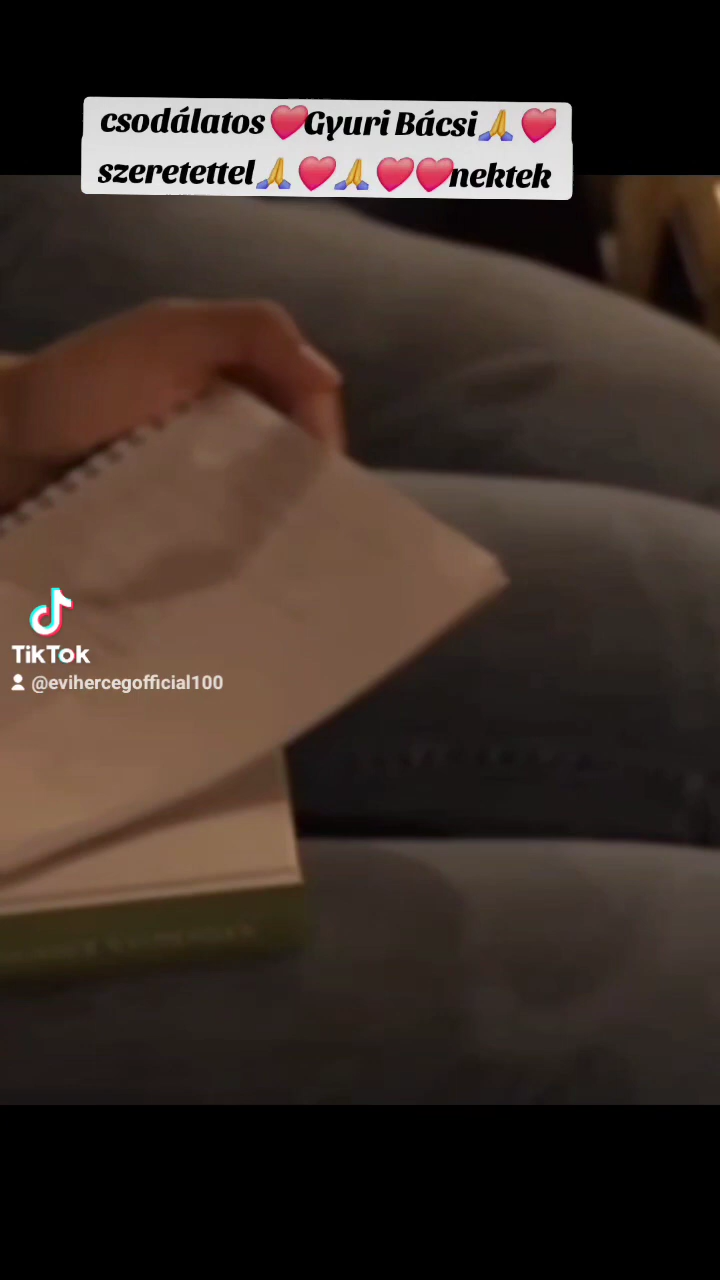 csodálatos ❤️Gyuri Bácsi🙏❤️
szeretettel🙏❤️🙏❤️❤️nektek
TikTok
@evihercegofficial100